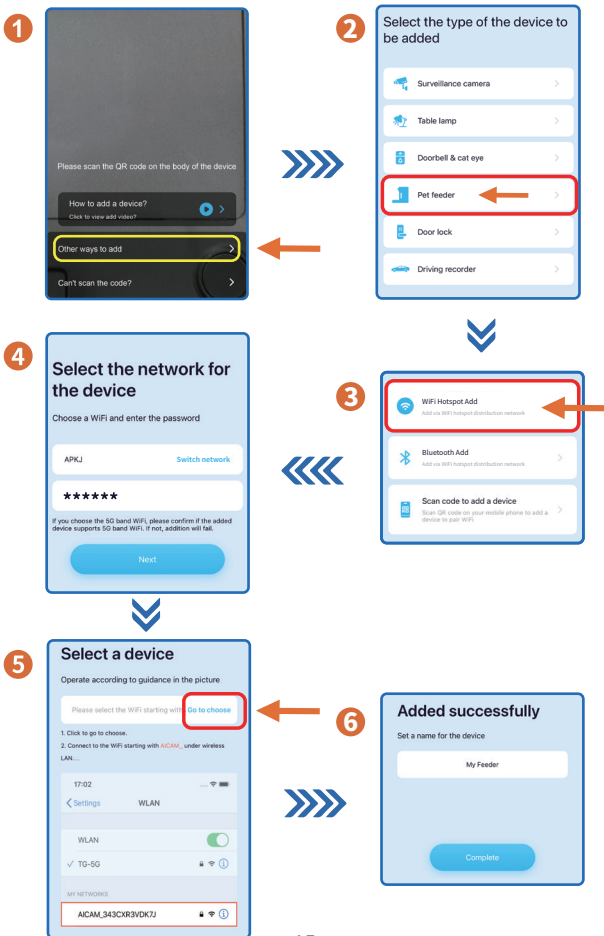 1
Please scan the QR code on the body of the device
How to add a device?
Click to view add video?
Other ways to add
Can't scan the code?
2
Select the type of the device to
be added
Surveillance camera
Table lamp
Doorbell & cat eye
Pet feeder
Door lock
Driving recorder
3
WiFi Hotspot Add
Add via WiFi hotspot distribution network
Bluetooth Add
Add via WiFi hotspot distribution network
Scan code to add a device
Scan QR code on your mobile phone to add a
device to pair WiFi
4
Select the network for
the device
Choose a WiFi and enter the password
APKJ Switch network
******
If you choose the 5G band WiFi, please confirm if the added
device supports 5G band WiFi. If not, addition will fail.
Next
5
Select a device
Operate according to guidance in the picture
Please select the WiFi starting with Go to choose
1. Click to go to choose.
2. Connect to the WiFi starting with AICAM_ under wireless
LAN....
17:02 ....
Settings WLAN
WLAN
✓ TG-5G
MY NETWORKS
AICAM_343CXR3VDK7J
6
Added successfully
Set a name for the device
My Feeder
Complete